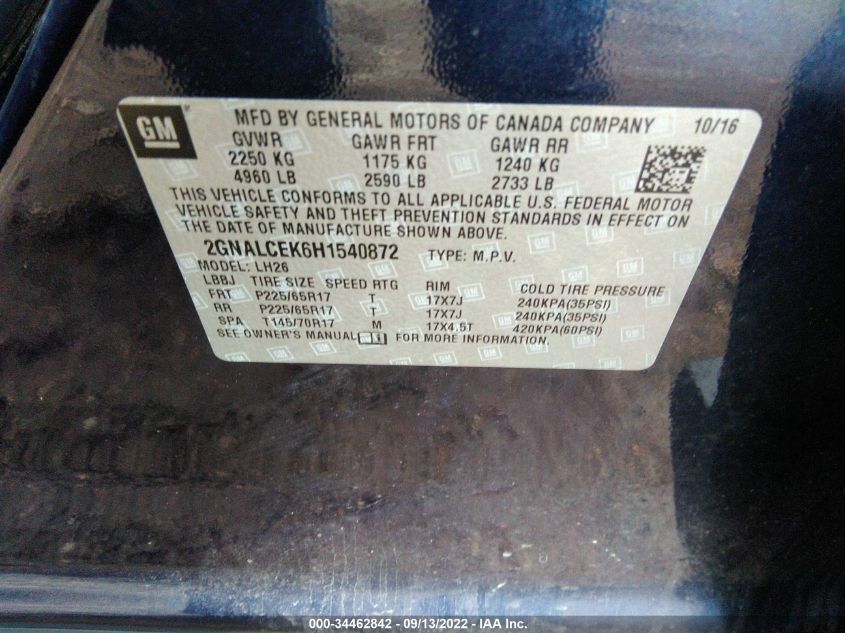 GM MFD BY GENERAL MOTORS OF CANADA COMPANY 10/16
GVWR GAWR FRT GAWR RR
2250 KG 1175 KG 1240 KG
4960 LB 2590 LB 2733 LB
THIS VEHICLE CONFORMS TO ALL APPLICABLE U.S. FEDERAL MOTOR
VEHICLE SAFETY AND THEFT PREVENTION STANDARDS IN EFFECT ON
THE DATE OF MANUFACTURE SHOWN ABOVE.
2GNALCEK6H1540872 TYPE: M.P.V.
MODEL: LH26
LBBJ TIRE SIZE SPEED RTG RIM COLD TIRE PRESSURE
FRT P225/65R17 T 17X7J 240KPA(35PSI)
RR P225/65R17 T 17X7J 240KPA(35PSI)
SPA T145/70R17 M 17X4.5T 420KPA(60PSI)
SEE OWNER'S MANUAL FOR MORE INFORMATION.
000-34462842 - 09/13/2022 - IAA Inc.